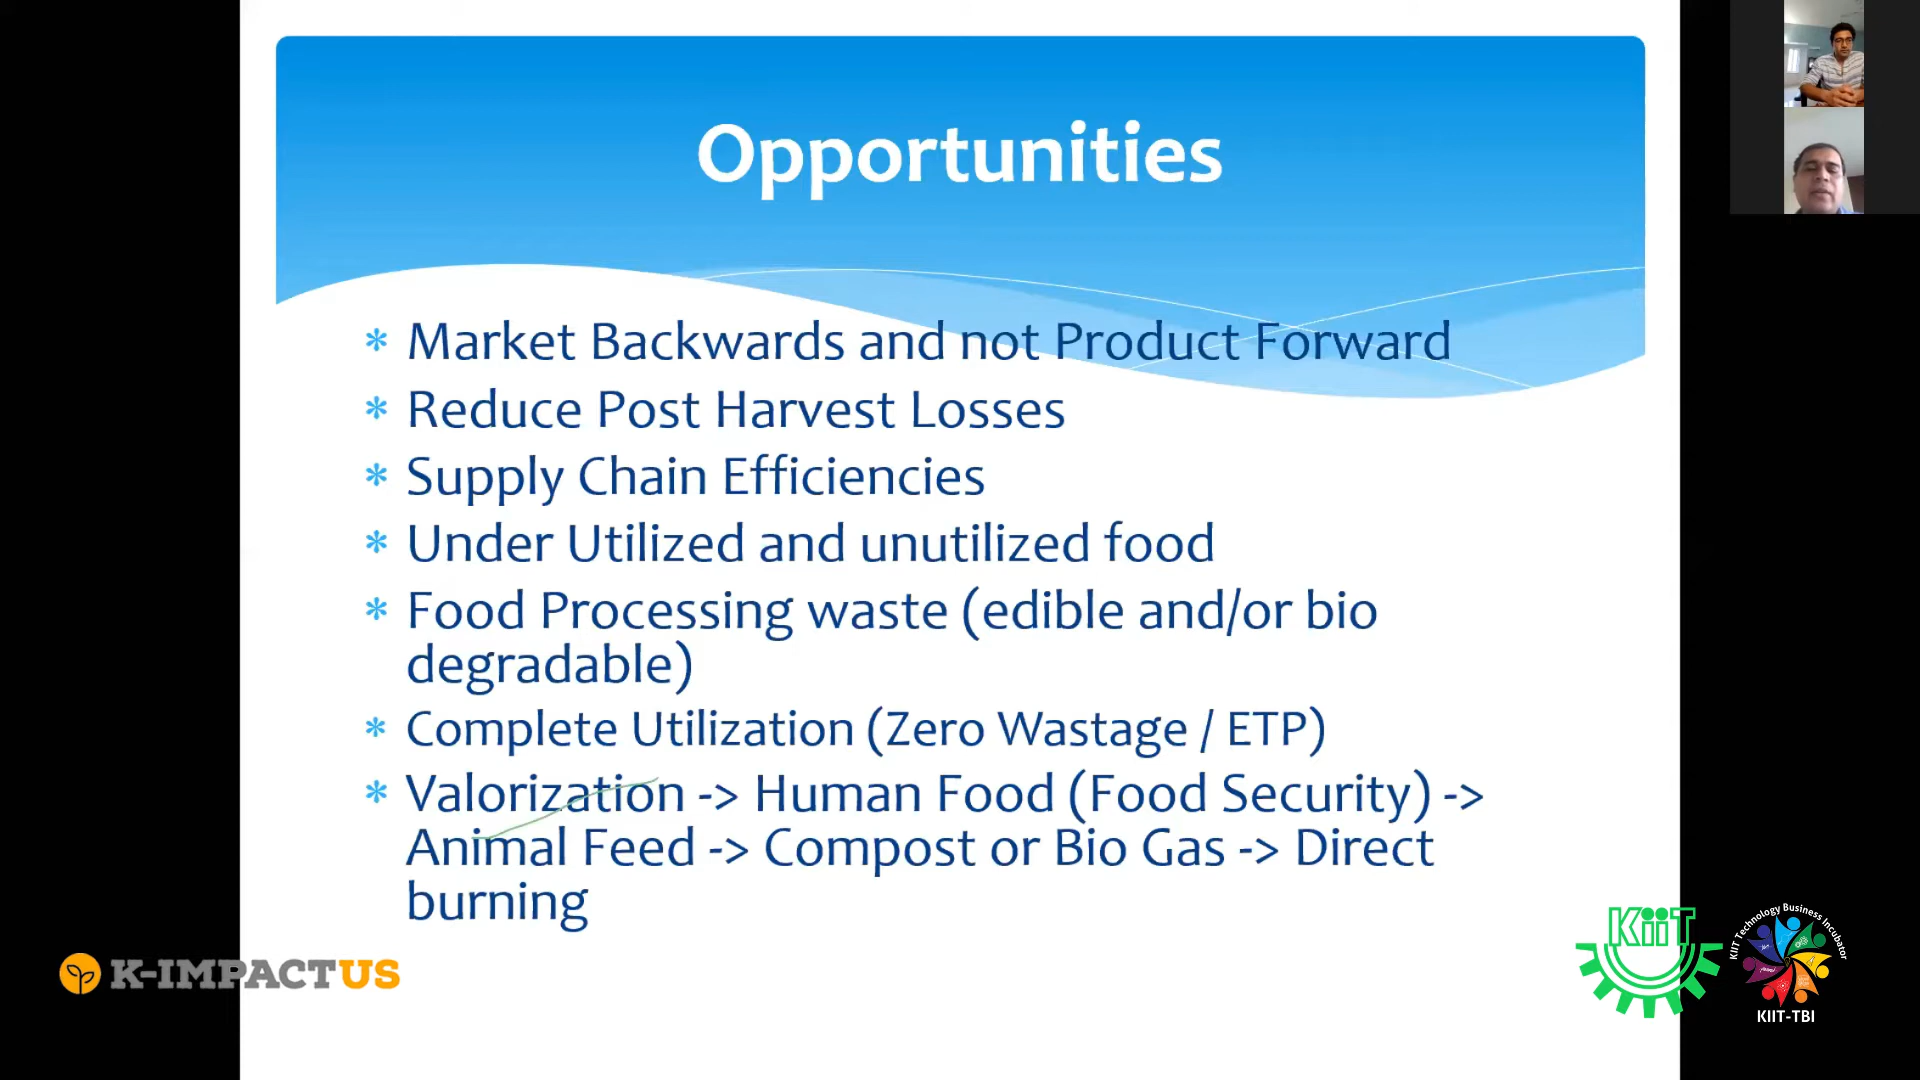 Opportunities
* Market Backwards and not Product Forward
* Reduce Post Harvest Losses
* Supply Chain Efficiencies
* Under Utilized and unutilized food
* Food Processing waste (edible and/or bio
degradable)
* Complete Utilization (Zero Wastage / ETP)
* Valorization -> Human Food (Food Security) ->
Animal Feed -> Compost or Bio Gas -> Direct
burning
K-IMPACTUS
KiiT
KIIT Technology Business Incubator
KIIT-TBI